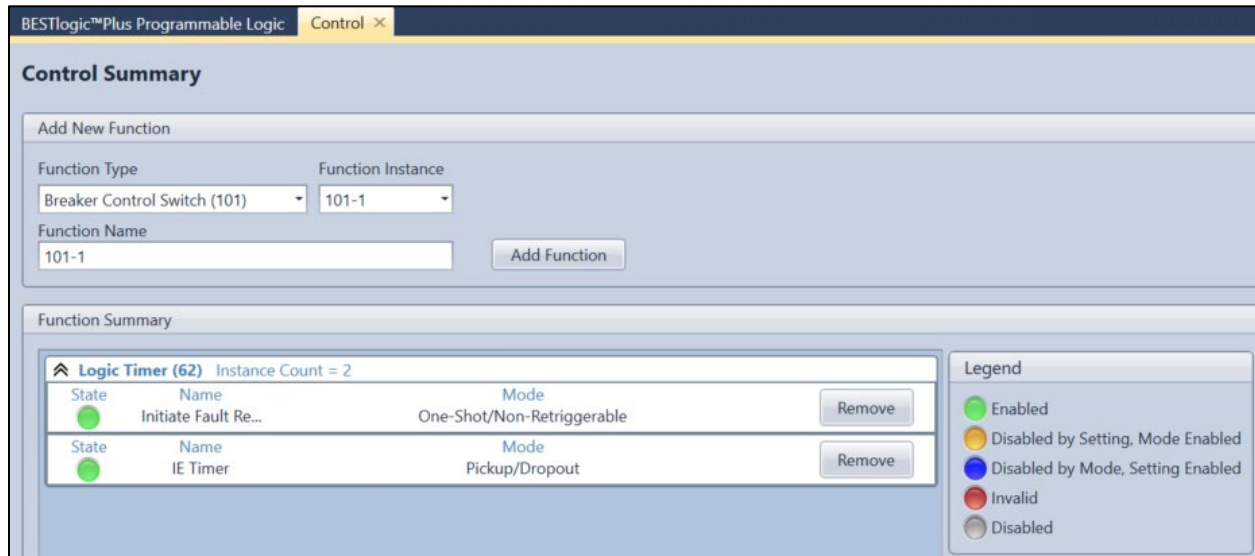 BESTlogic™Plus Programmable Logic Control ×
Control Summary
Add New Function
Function Type Function Instance
Breaker Control Switch (101) 101-1
Function Name
101-1 Add Function
Function Summary
Logic Timer (62) Instance Count = 2
State Name Mode
Initiate Fault Re... One-Shot/Non-Retriggerable Remove
State Name Mode
IE Timer Pickup/Dropout Remove
Legend
Enabled
Disabled by Setting, Mode Enabled
Disabled by Mode, Setting Enabled
Invalid
Disabled